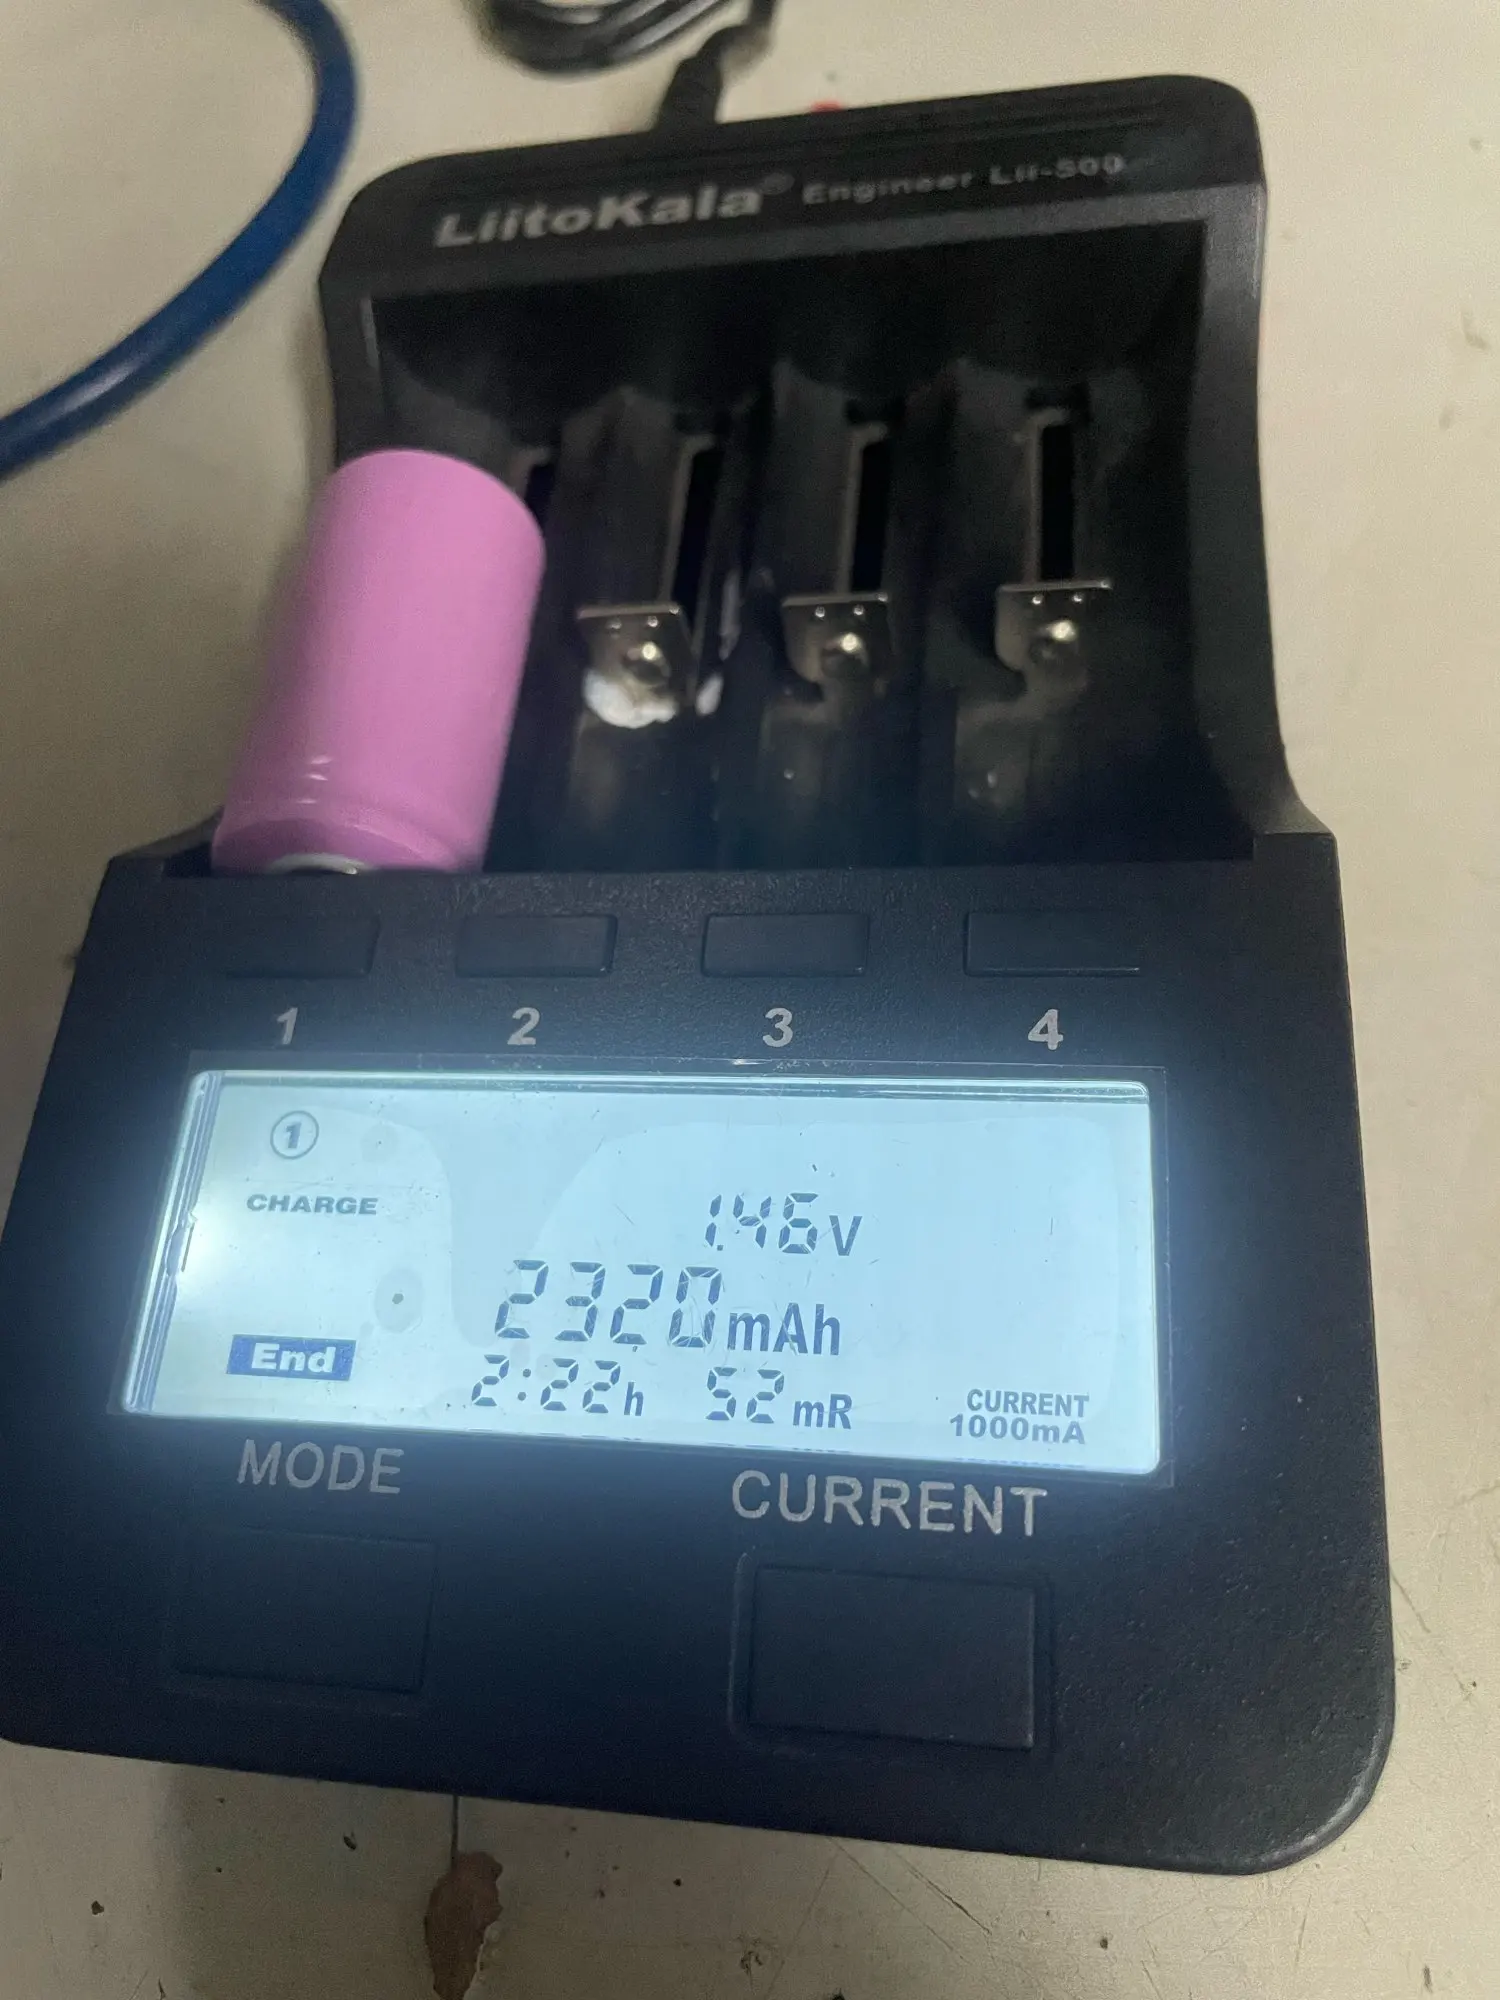 LiitoKala® Engineer Lii-500
1 2 3 4
1
CHARGE
1.46V
2320mAh
End
2:22h 52mR
CURRENT
1000mA
MODE
CURRENT